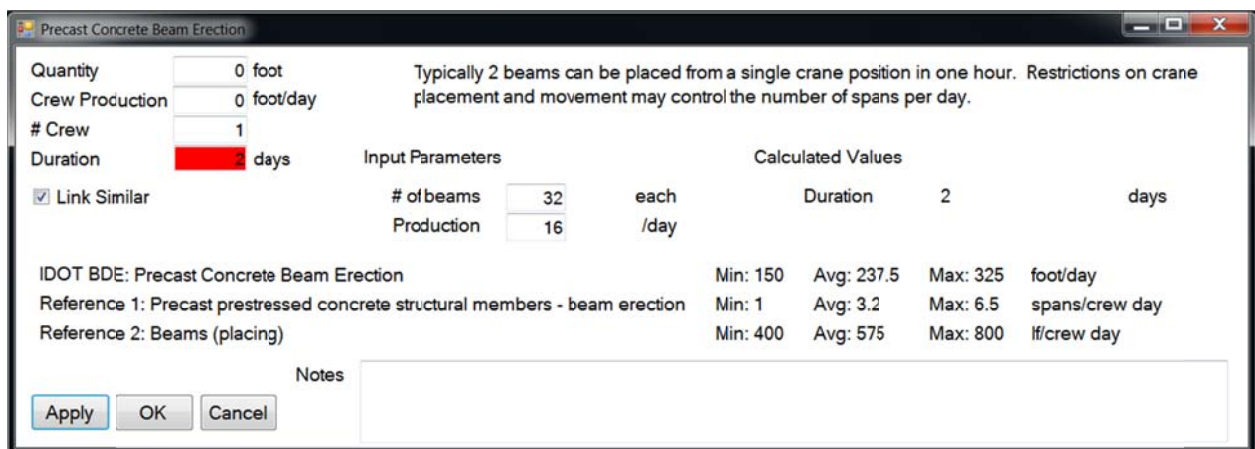 Precast Concrete Beam Erection
Quantity 0 foot
Typically 2 beams can be placed from a single crane position in one hour. Restrictions on crane
placement and movement may control the number of spans per day.
Crew Production 0 foot/day
# Crew 1
Duration 2 days
Input Parameters
Calculated Values
Link Similar
# of beams 32 each
Duration 2 days
Production 16 /day
IDOT BDE: Precast Concrete Beam Erection Min: 150 Avg: 237.5 Max: 325 foot/day
Reference 1: Precast prestressed concrete structural members - beam erection Min: 1 Avg: 3.2 Max: 6.5 spans/crew day
Reference 2: Beams (placing) Min: 400 Avg: 575 Max: 800 lf/crew day
Notes
Apply OK Cancel